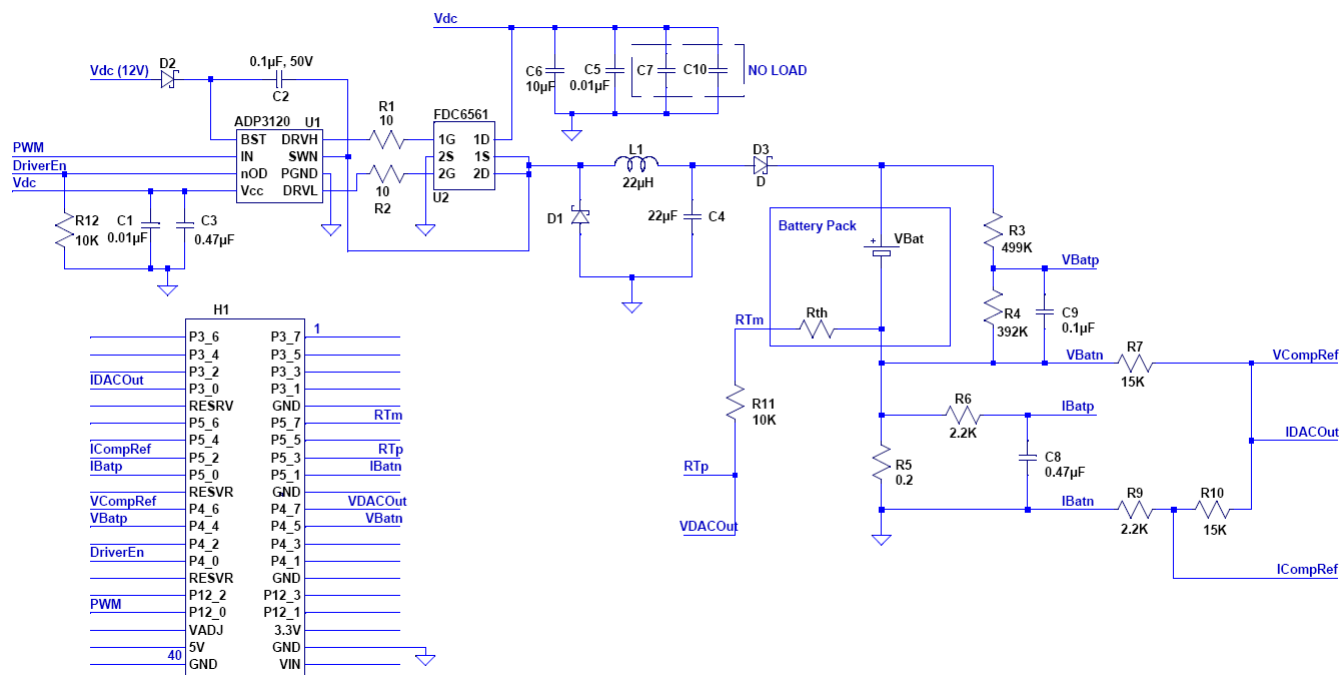 Vdc
Vdc (12V)
D2
0.1µF, 50V
C2
C6
10µF
C5
0.01µF
C7
C10
NO LOAD
ADP3120
U1
BST
DRVH
IN
SWN
nOD
PGND
Vcc
DRVL
PWM
DriverEn
Vdc
R1
10
10
R2
FDC6561
1G
1D
2S
1S
2G
2D
U2
R12
10K
C1
0.01µF
C3
0.47µF
D1
L1
22µH
22µF
C4
D3
D
Battery Pack
+
VBat
Rth
RTm
R3
499K
VBatp
R4
392K
C9
0.1µF
VBatn
R7
15K
VCompRef
R11
10K
R6
2.2K
IBatp
IDACOut
R5
0.2
C8
0.47µF
RTp
VDACOut
IBatn
R9
2.2K
R10
15K
ICompRef
H1
1
P3_6 P3_7
P3_4 P3_5
P3_2 P3_3
IDACOut P3_0 P3_1
RESRV GND
P5_6 P5_7 RTm
P5_4 P5_5
ICompRef P5_2 P5_3 RTp
IBatp P5_0 P5_1 IBatn
RESVR GND
VCompRef P4_6 P4_7 VDACOut
VBatp P4_4 P4_5 VBatn
P4_2 P4_3
DriverEn P4_0 P4_1
RESVR GND
P12_2 P12_3
PWM P12_0 P12_1
VADJ 3.3V
5V GND
40 GND VIN